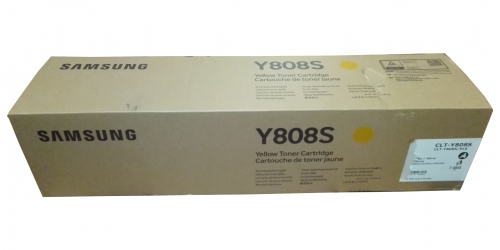 SAMSUNG
Y808S
Yellow Toner Cartridge
Cartouche de toner jaune
SAMSUNG
Y808S
Yellow Toner Cartridge
Cartouche de toner jaune
CLT-Y808S
A